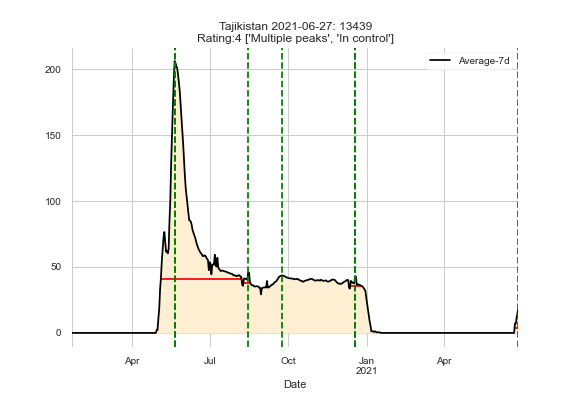 Tajikistan 2021-06-27: 13439
Rating:4 ['Multiple peaks', 'In control']
Average-7d
200
150
100
50
0
Apr
Jul
Oct
Jan
2021
Apr
Date